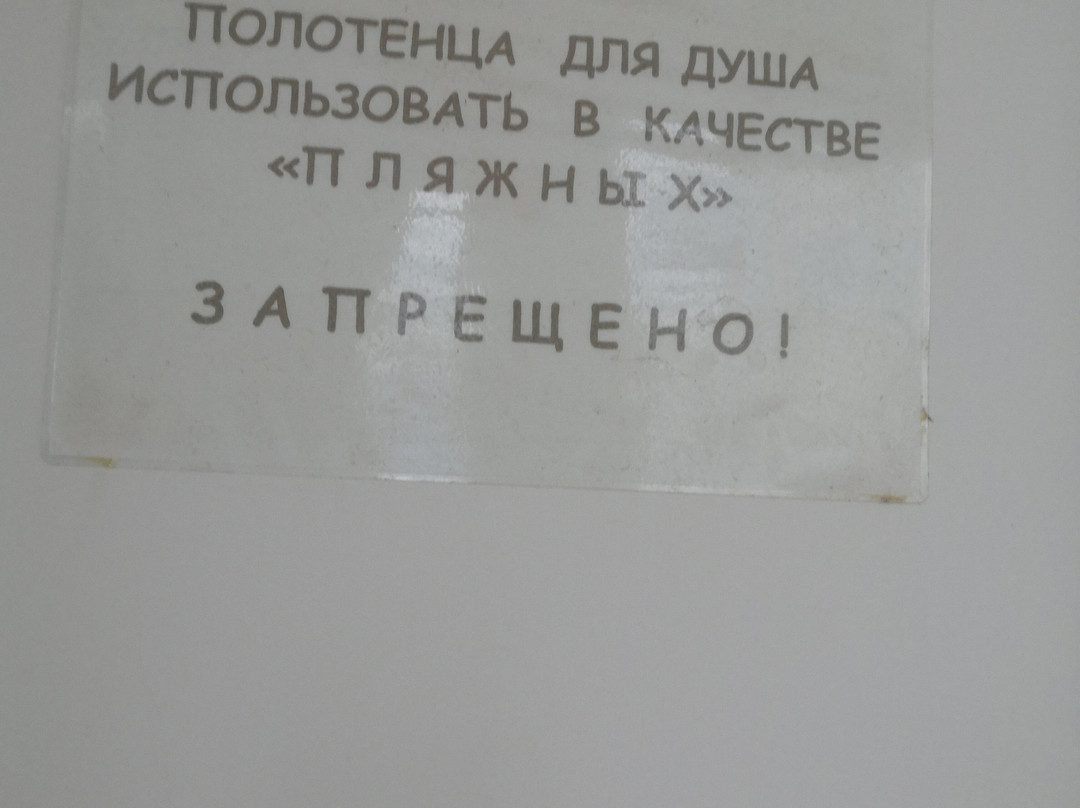 ПОЛОТЕНЦА ДЛЯ ДУША
ИСПОЛЬЗОВАТЬ В КАЧЕСТВЕ
«П Л Я Ж Н Ы Х»
З А П Р Е Щ Е Н О !